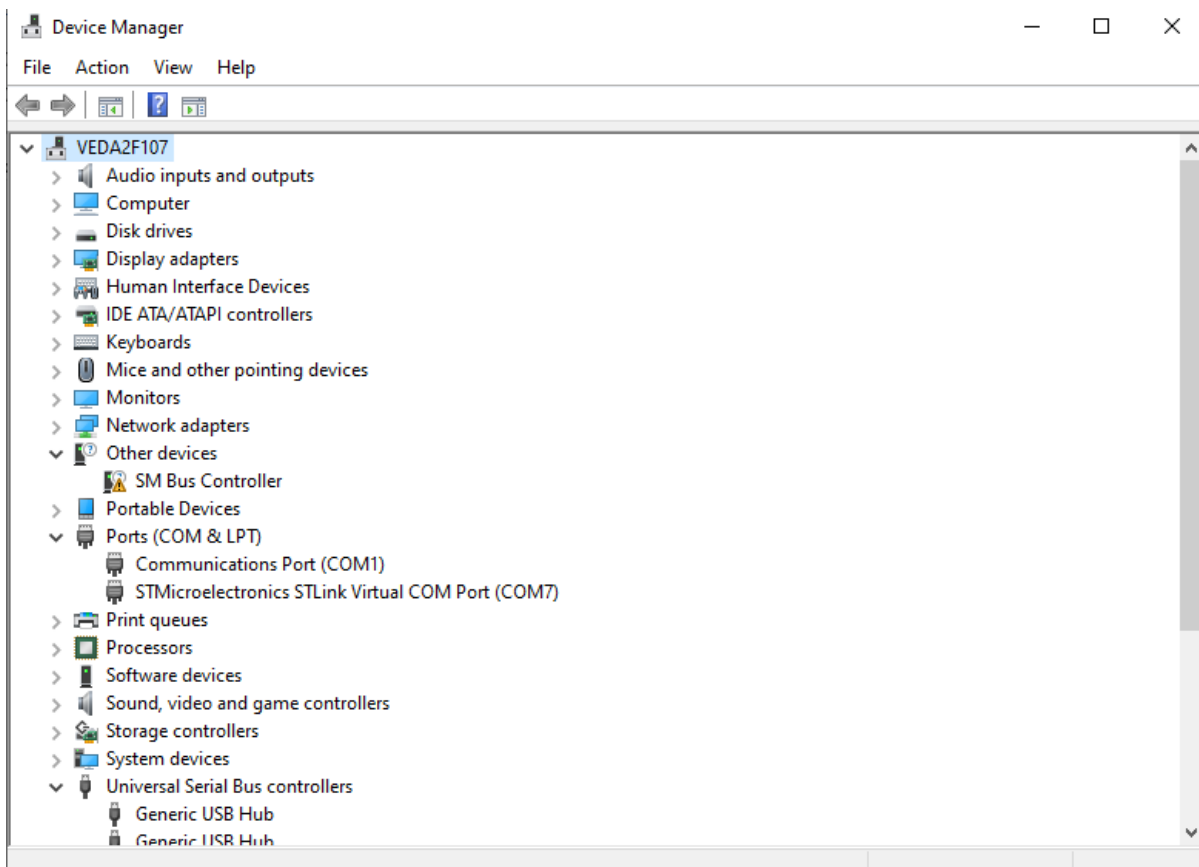 Device Manager
File Action View Help
VEDA2F107
Audio inputs and outputs
Computer
Disk drives
Display adapters
Human Interface Devices
IDE ATA/ATAPI controllers
Keyboards
Mice and other pointing devices
Monitors
Network adapters
Other devices
SM Bus Controller
Portable Devices
Ports (COM & LPT)
Communications Port (COM1)
STMicroelectronics STLink Virtual COM Port (COM7)
Print queues
Processors
Software devices
Sound, video and game controllers
Storage controllers
System devices
Universal Serial Bus controllers
Generic USB Hub
Generic USB Hub